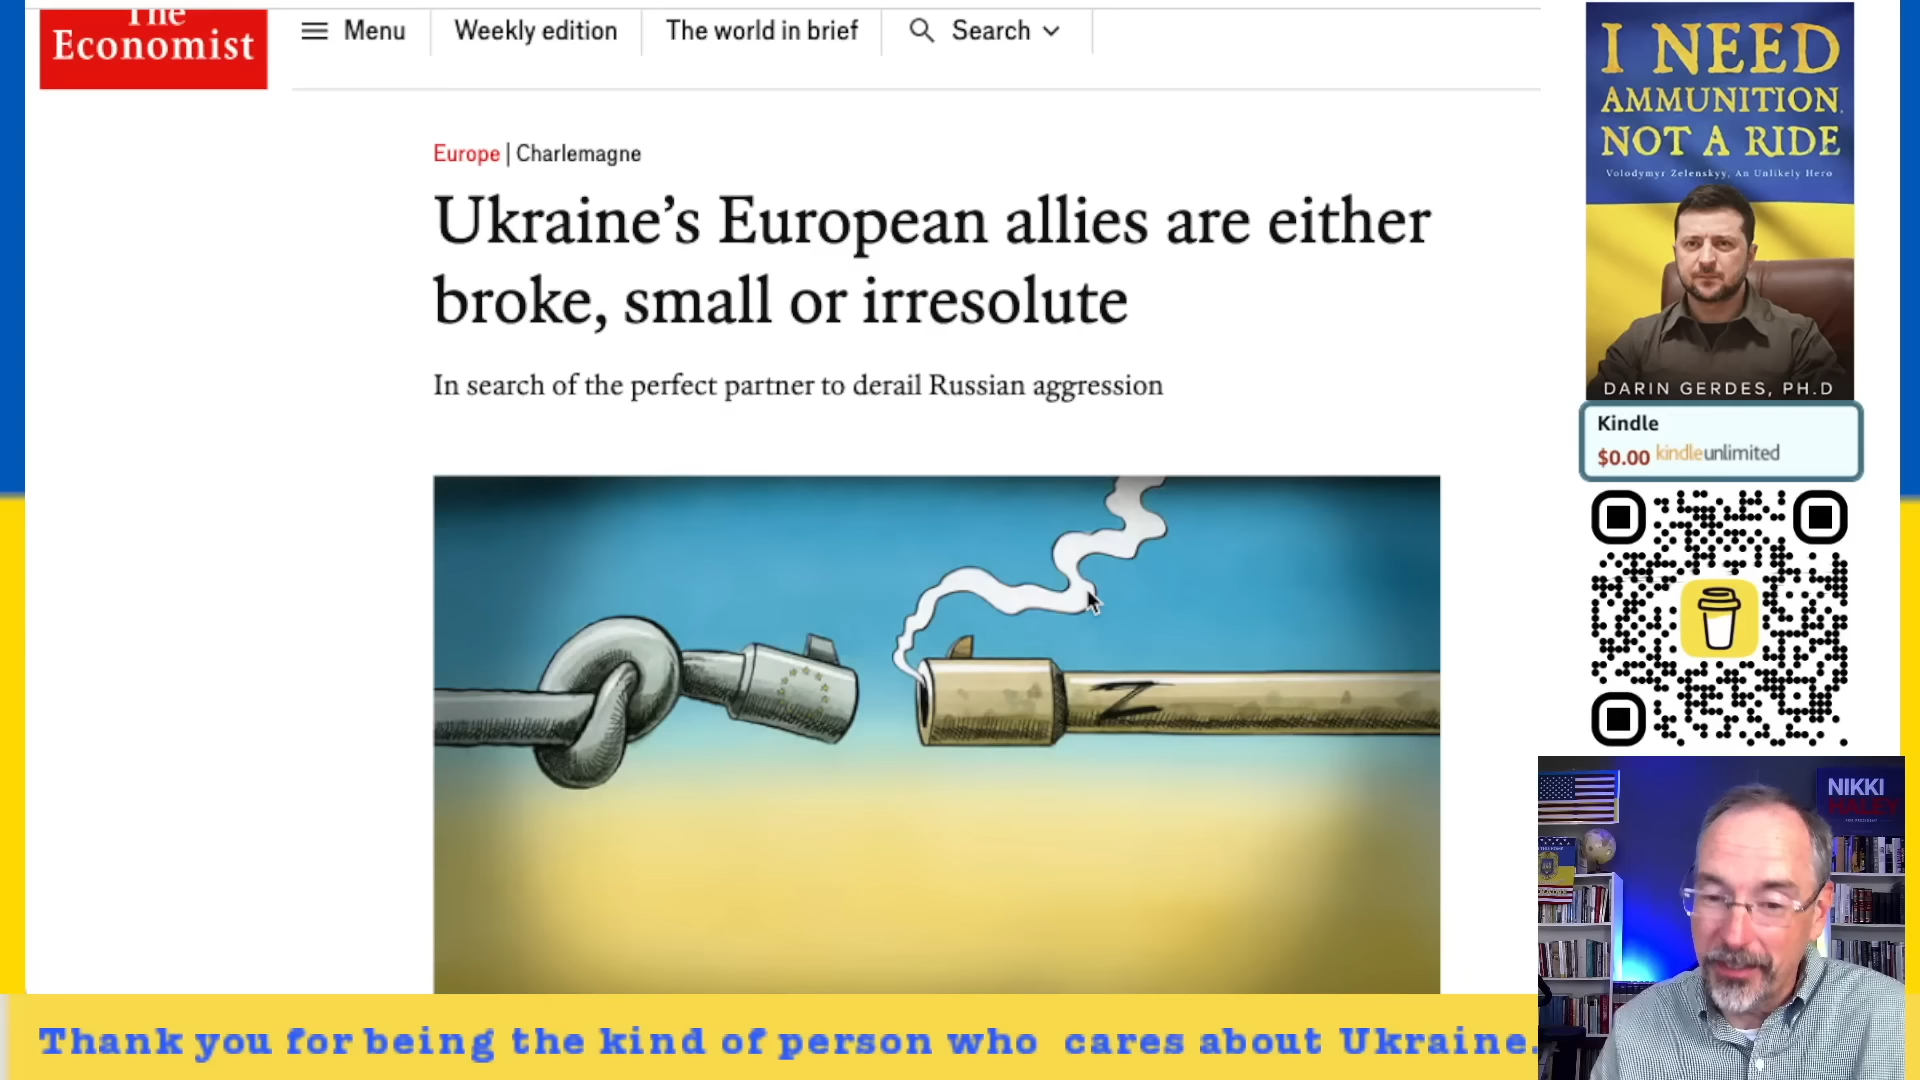 The
Economist
Menu
Weekly edition
The world in brief
Search
Europe | Charlemagne
Ukraine’s European allies are either
broke, small or irresolute
In search of the perfect partner to derail Russian aggression
Z
I NEED
AMMUNITION,
NOT A RIDE
Volodymyr Zelenskyy, An Unlikely Hero
DARIN GERDES, PH.D
Kindle
$0.00 kindleunlimited
NIKKI
HALEY
FOR PRESIDENT
Thank you for being the kind of person who cares about Ukraine.